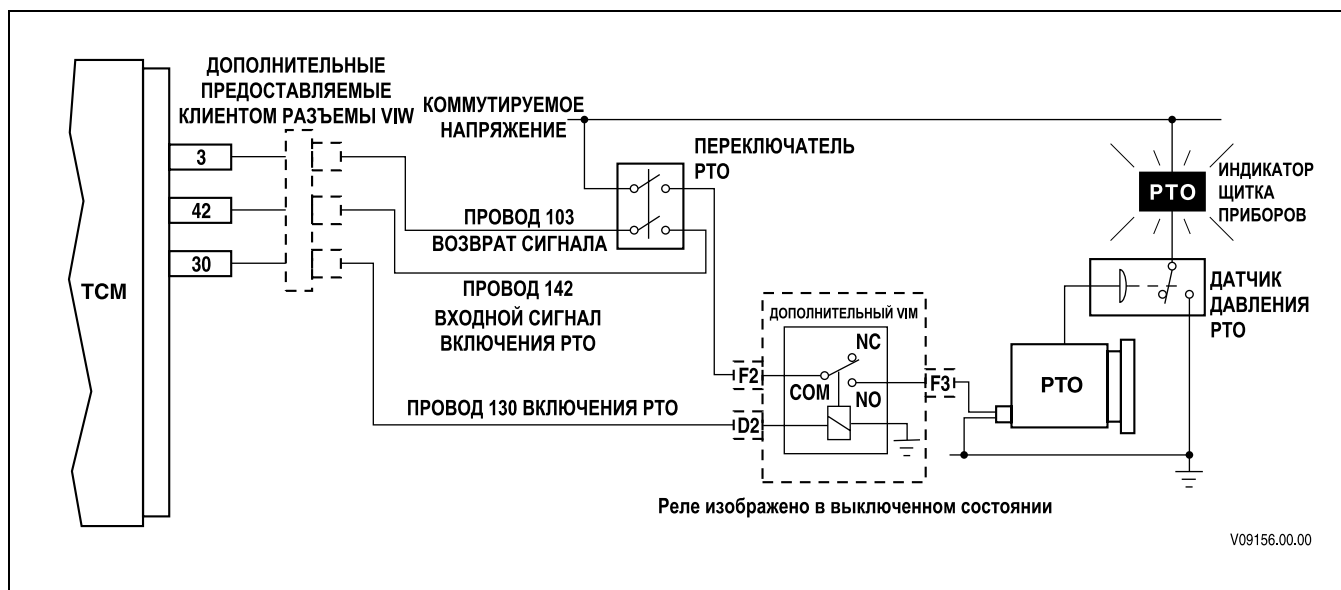 ДОПОЛНИТЕЛЬНЫЕ
ПРЕДОСТАВЛЯЕМЫЕ
КЛИЕНТОМ РАЗЪЕМЫ VIW
КОММУТИРУЕМОЕ
НАПРЯЖЕНИЕ
ПЕРЕКЛЮЧАТЕЛЬ
PTO
PTO
ИНДИКАТОР
ЩИТКА
ПРИБОРОВ
3
42
30
TCM
ПРОВОД 103
ВОЗВРАТ СИГНАЛА
ПРОВОД 142
ВХОДНОЙ СИГНАЛ
ВКЛЮЧЕНИЯ PTO
ДАТЧИК
ДАВЛЕНИЯ
PTO
ДОПОЛНИТЕЛЬНЫЙ VIM
NC
COM
NO
F2
F3
D2
PTO
ПРОВОД 130 ВКЛЮЧЕНИЯ PTO
Реле изображено в выключенном состоянии
V09156.00.00